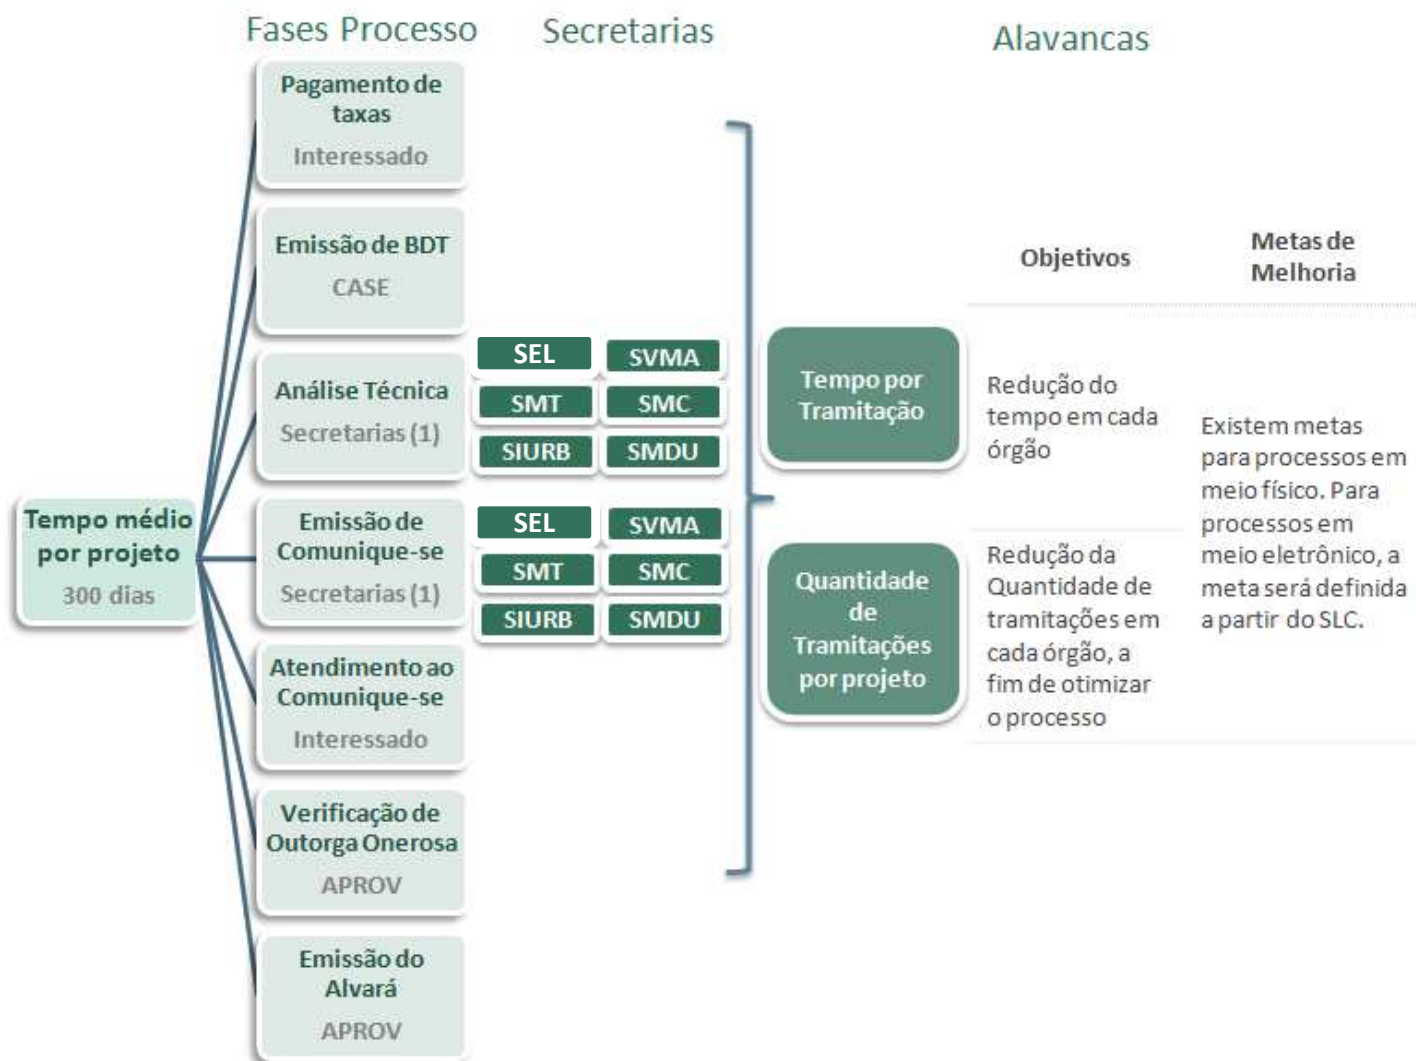 Fases Processo
Secretarias
Alavancas
Pagamento de
taxas
Interessado
Emissão de BDT
CASE
Análise Técnica
Secretarias (1)
Emissão de
Comunique-se
Secretarias (1)
Atendimento ao
Comunique-se
Interessado
Verificação de
Outorga Onerosa
APROV
Emissão do
Alvará
APROV
Tempo médio
por projeto
300 dias
SEL
SVMA
SMT
SMC
SIURB
SMDU
SEL
SVMA
SMT
SMC
SIURB
SMDU
Tempo por
Tramitação
Quantidade
de
Tramitações
por projeto
Objetivos
Metas de
Melhoria
Redução do
tempo em cada
órgão
Redução da
Quantidade de
tramitações em
cada órgão, a
fim de otimizar
o processo
Existem metas
para processos em
meio físico. Para
processos em
meio eletrônico, a
meta será definida
a partir do SLC.